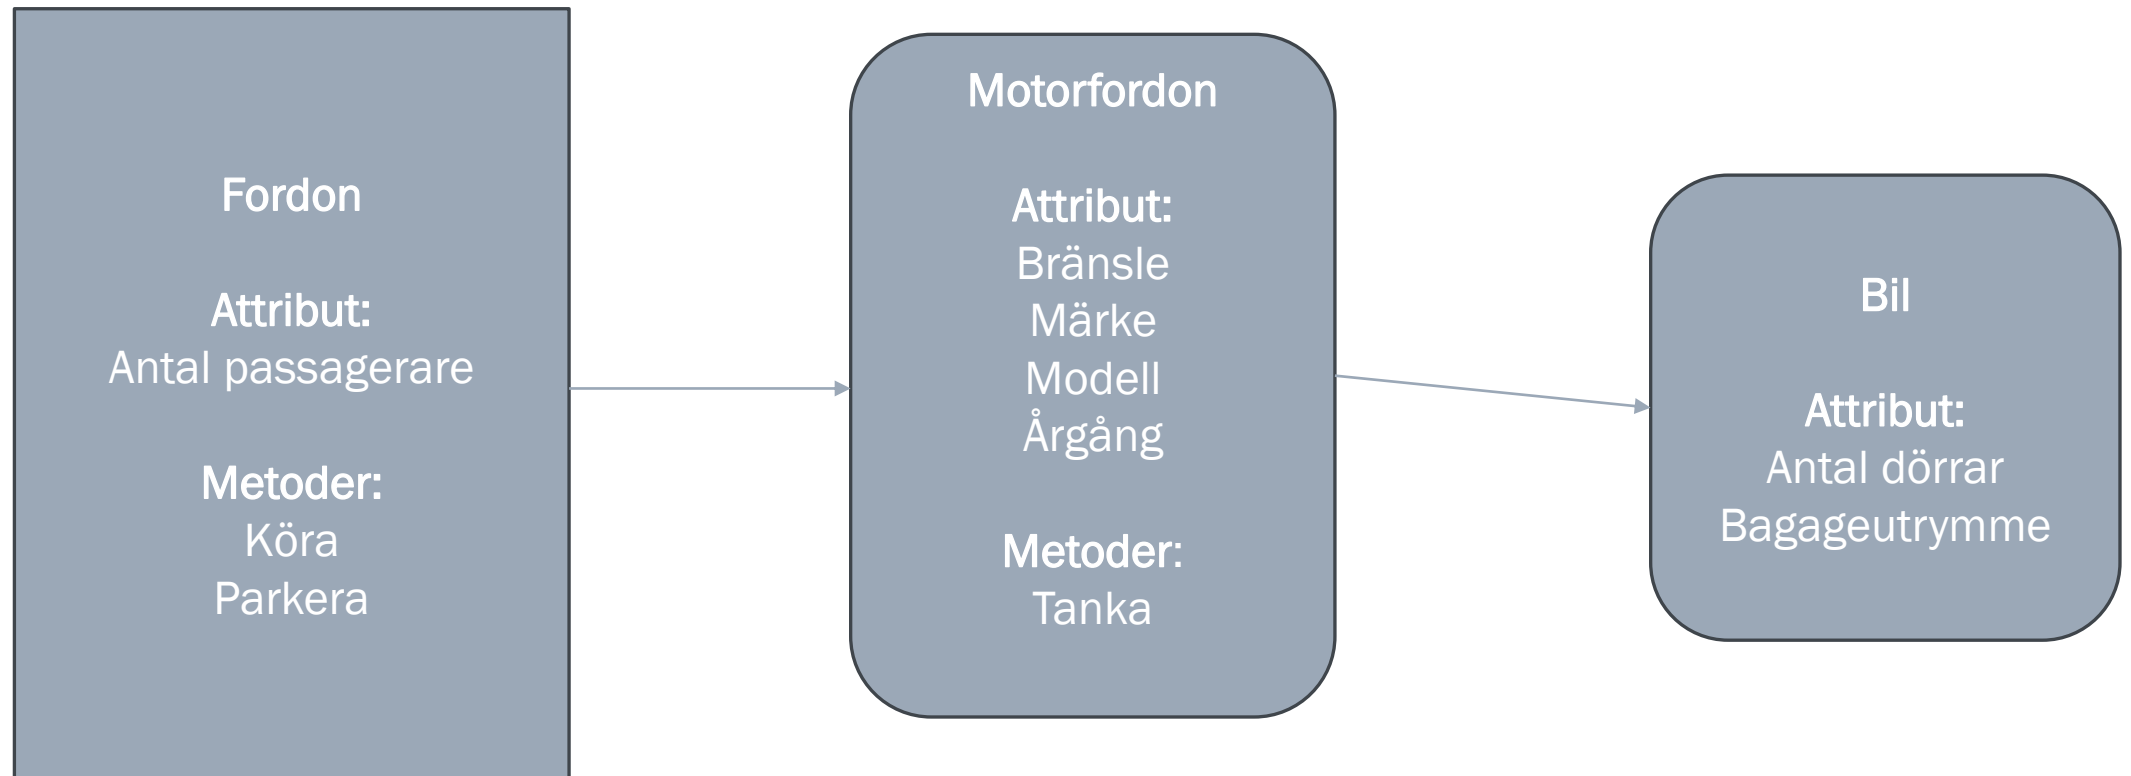 Fordon
Attribut:
Antal passagerare
Metoder:
Köra
Parkera
Motorfordon
Attribut:
Bränsle
Märke
Modell
Årgång
Metoder:
Tanka
Bil
Attribut:
Antal dörrar
Bagageutrymme